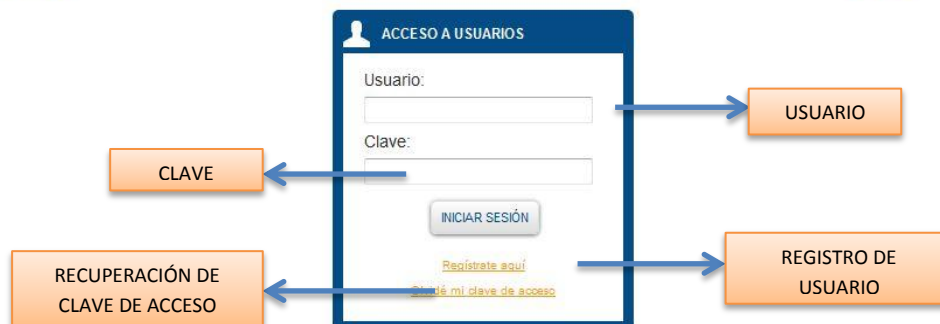 ACCESO A USUARIOS
Usuario:
USUARIO
Clave:
CLAVE
INICIAR SESIÓN
Regístrate aquí
REGISTRO DE
USUARIO
RECUPERACIÓN DE
CLAVE DE ACCESO
Olvidé mi clave de acceso